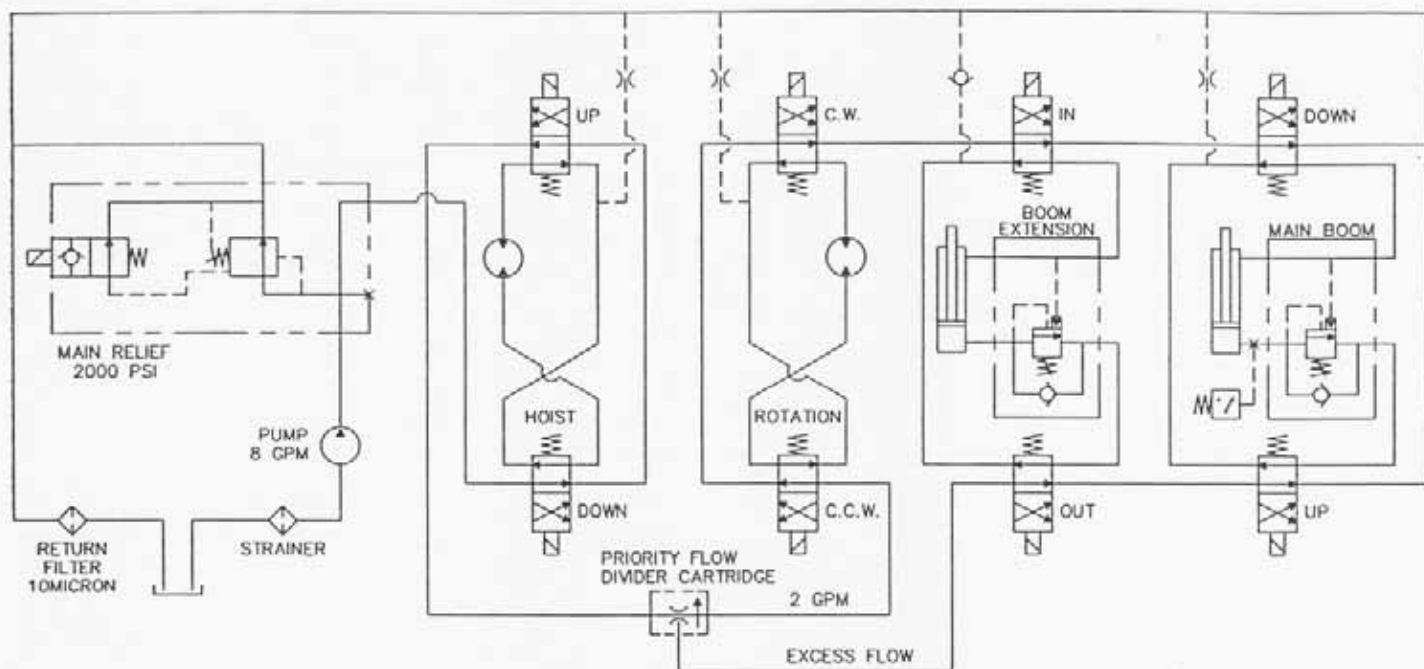 UP
C.W.
IN
DOWN
BOOM
EXTENSION
MAIN BOOM
MAIN RELIEF
2000 PSI
HOIST
ROTATION
PUMP
8 GPM
DOWN
C.C.W.
OUT
UP
RETURN
FILTER
10MICRON
STRAINER
PRIORITY FLOW
DIVIDER CARTRIDGE
2 GPM
EXCESS FLOW